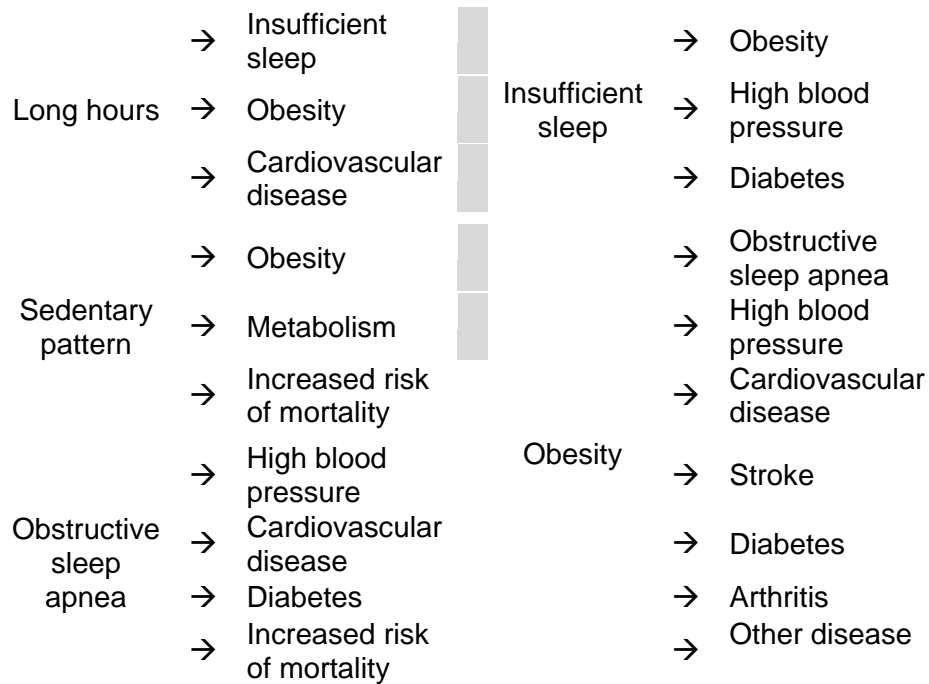 Long hours
→ Insufficient
sleep
→ Obesity
→ Cardiovascular
disease
Sedentary
pattern
→ Obesity
→ Metabolism
→ Increased risk
of mortality
Obstructive
sleep
apnea
→ High blood
pressure
→ Cardiovascular
disease
→ Diabetes
→ Increased risk
of mortality
Insufficient
sleep
→ Obesity
→ High blood
pressure
→ Diabetes
Obesity
→ Obstructive
sleep apnea
→ High blood
pressure
→ Cardiovascular
disease
→ Stroke
→ Diabetes
→ Arthritis
→ Other disease